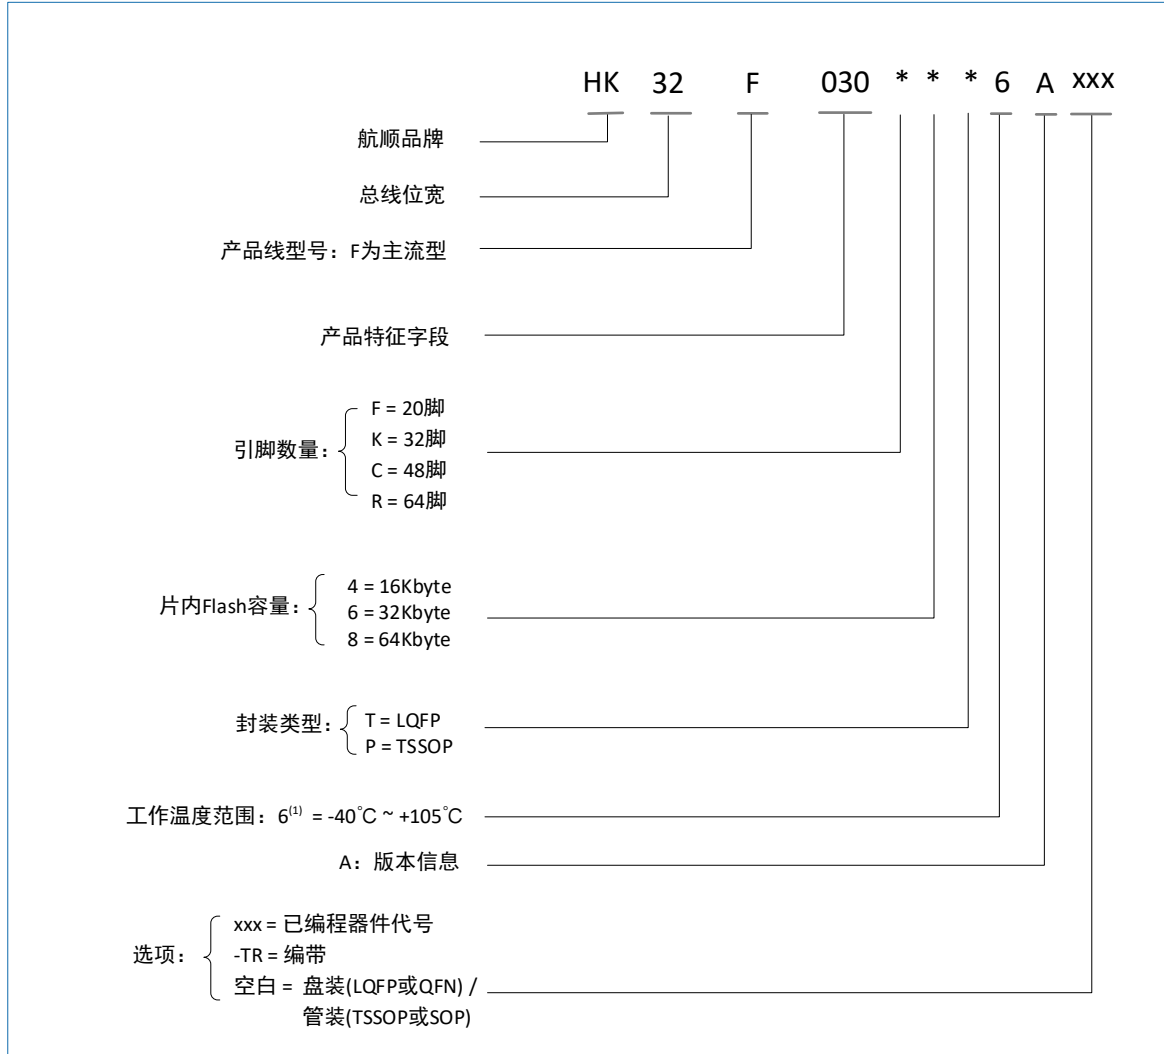 HK 32 F 030 * * * 6 A xxx
航顺品牌
总线位宽
产品线型号：F为主流型
产品特征字段
引脚数量：
F = 20脚
K = 32脚
C = 48脚
R = 64脚
片内Flash容量：
4 = 16Kbyte
6 = 32Kbyte
8 = 64Kbyte
封装类型：
T = LQFP
P = TSSOP
工作温度范围：6(1) = -40℃ ~ +105℃
A：版本信息
选项：
xxx = 已编程器件代号
-TR = 编带
空白 = 盘装(LQFP或QFN) /
管装(TSSOP或SOP)